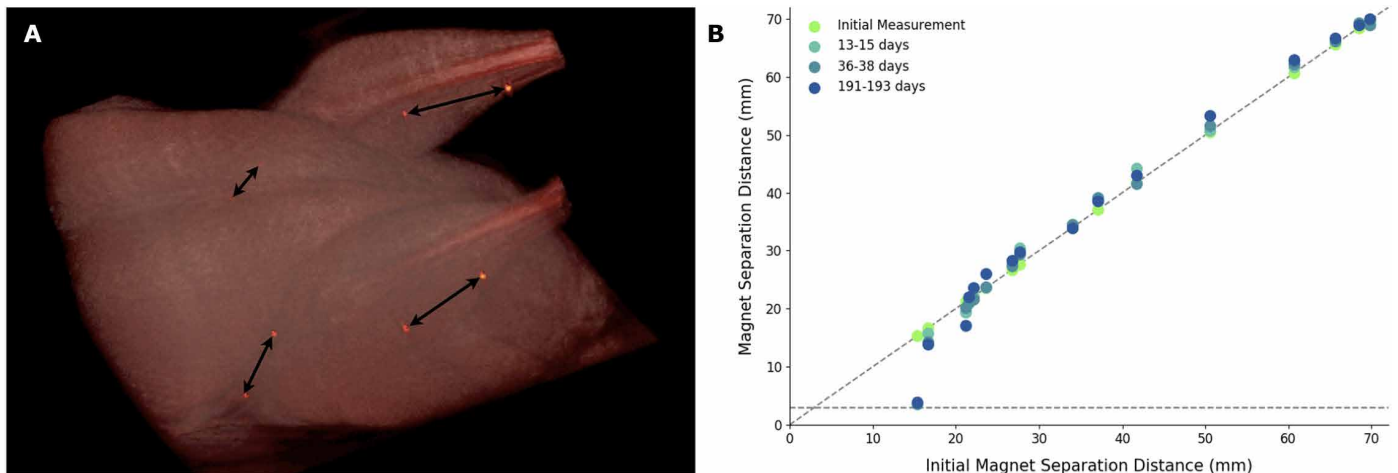 A
B
Initial Measurement
13-15 days
36-38 days
191-193 days
Magnet Separation Distance (mm)
70
60
50
40
30
20
10
0
0 10 20 30 40 50 60 70
Initial Magnet Separation Distance (mm)